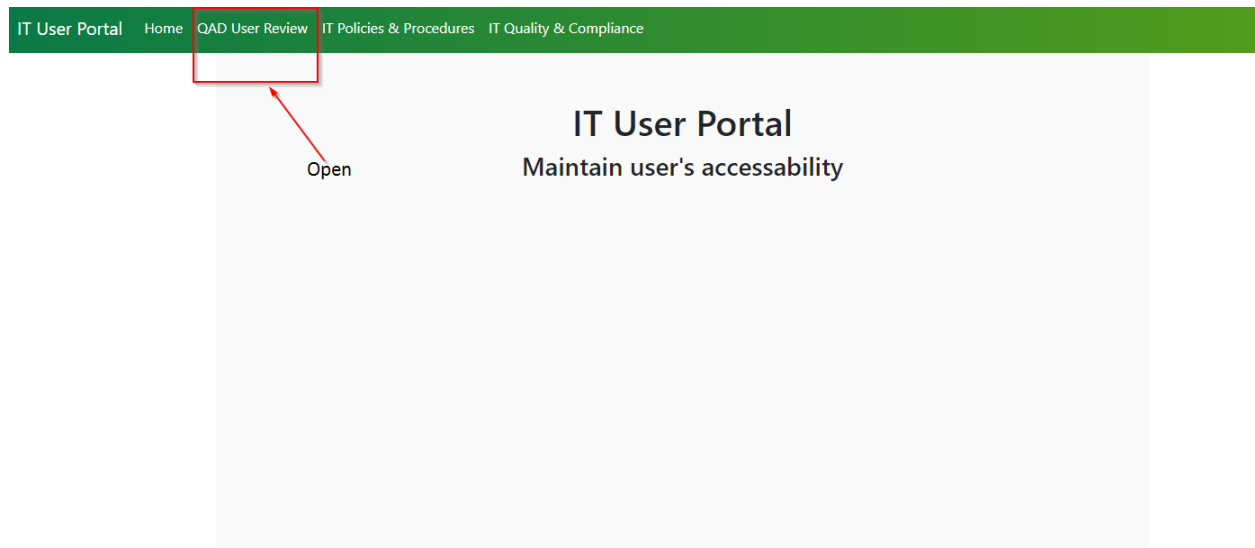 IT User Portal Home QAD User Review IT Policies & Procedures IT Quality & Compliance
IT User Portal
Open
Maintain user's accessability